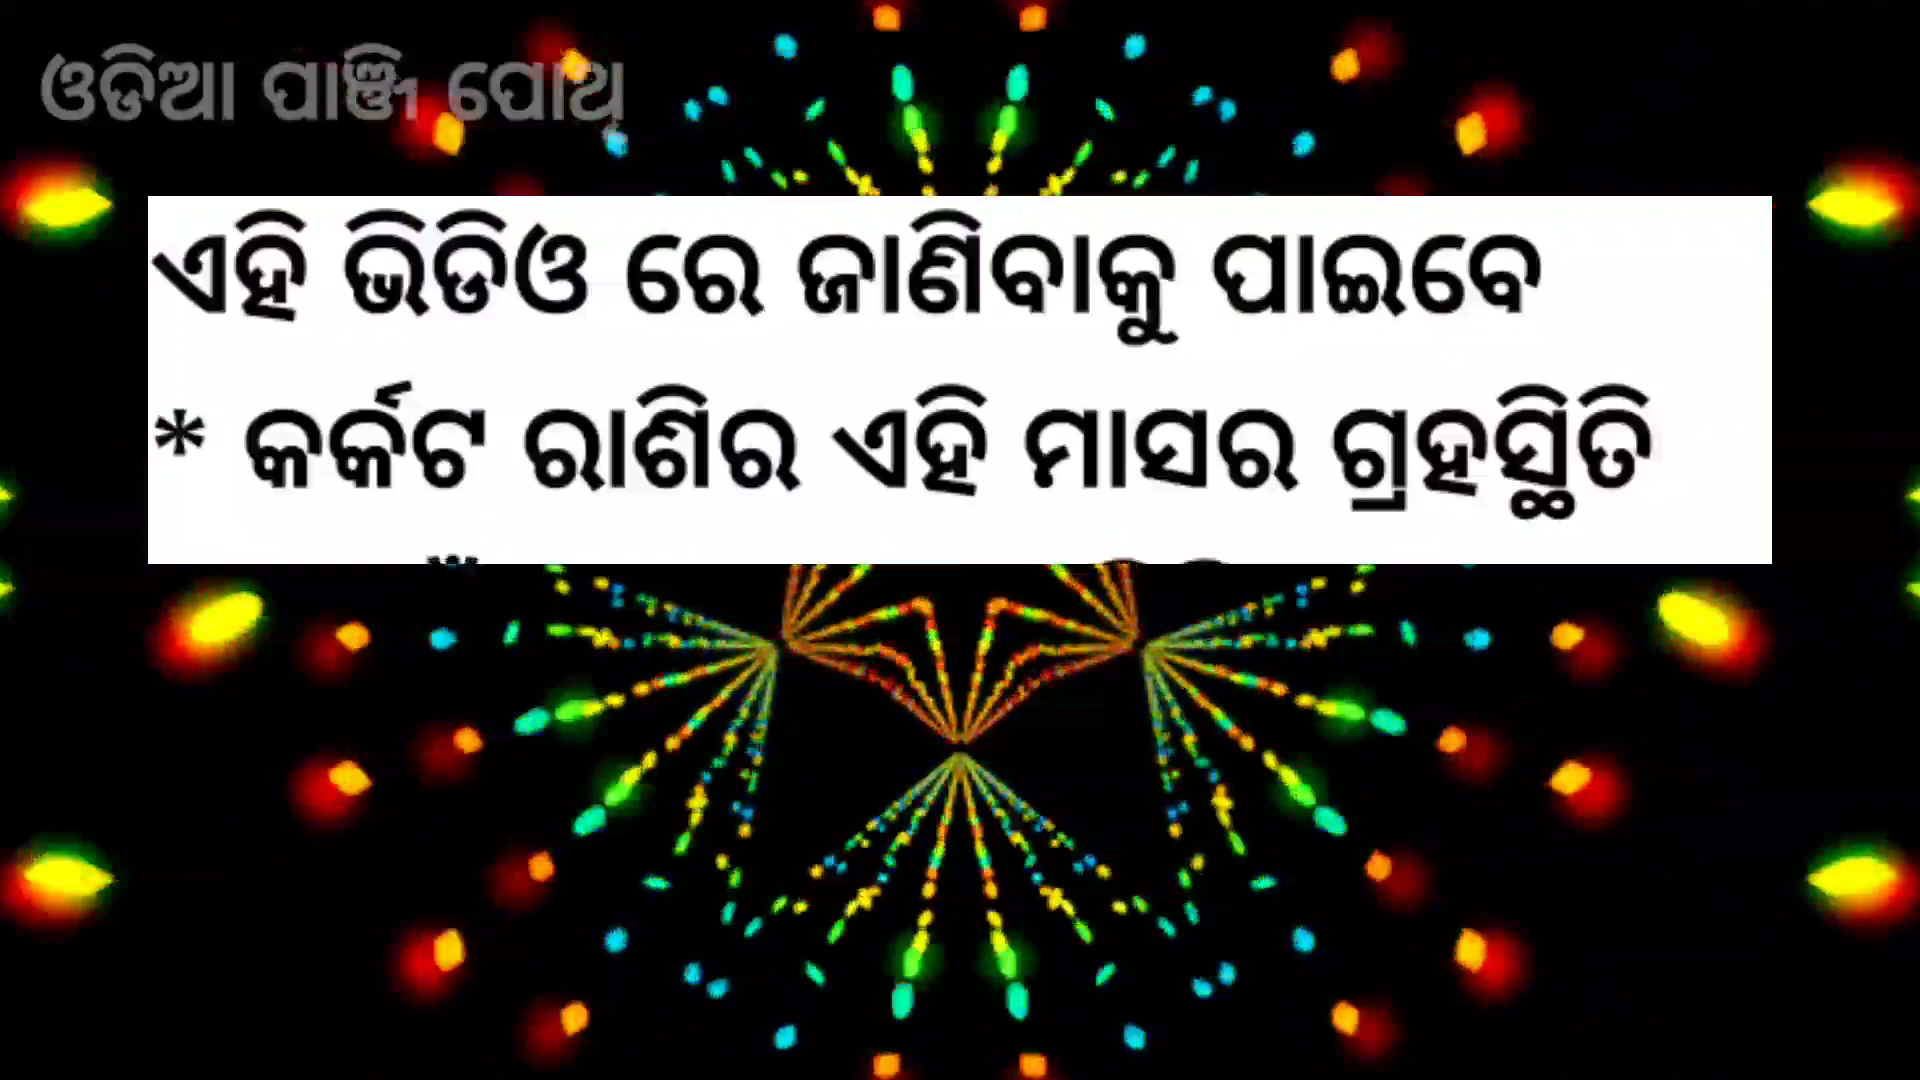 ଓଡିଆ ପାଞ୍ଜି ପୋଥି
ଏହି ଭିଡିଓ ରେ ଜାଣିବାକୁ ପାଇବେ
* କର୍କଟ ରାଶିର ଏହି ମାସର ଗ୍ରହସ୍ଥିତି